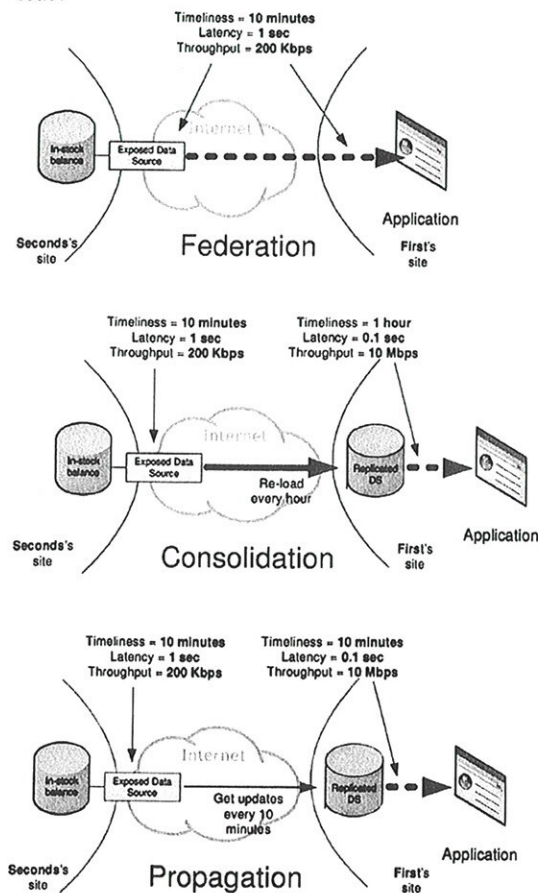 Timeliness = 10 minutes
Latency = 1 sec
Throughput = 200 Kbps
Internet
In-stock
balance
Exposed Data
Source
Application
Seconds's
site
Federation
First's
site
Timeliness = 10 minutes
Latency = 1 sec
Throughput = 200 Kbps
Timeliness = 1 hour
Latency = 0.1 sec
Throughput = 10 Mbps
Internet
In-stock
balance
Exposed Data
Source
Re-load
every hour
Replicated
DS
Application
Seconds's
site
Consolidation
First's
site
Timeliness = 10 minutes
Latency = 1 sec
Throughput = 200 Kbps
Timeliness = 10 minutes
Latency = 0.1 sec
Throughput = 10 Mbps
Internet
In-stock
balance
Exposed Data
Source
Got updates
every 10
minutes
Replicated
DS
Application
Seconds's
site
Propagation
First's
site